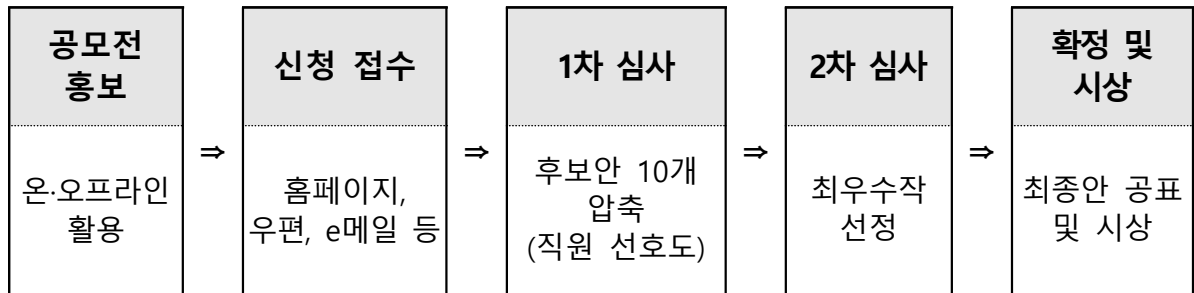 공모전
홍보
온·오프라인
활용
⇒
신청 접수
홈페이지,
우편, e메일 등
⇒
1차 심사
후보안 10개
압축
(직원 선호도)
⇒
2차 심사
최우수작
선정
⇒
확정 및
시상
최종안 공표
및 시상